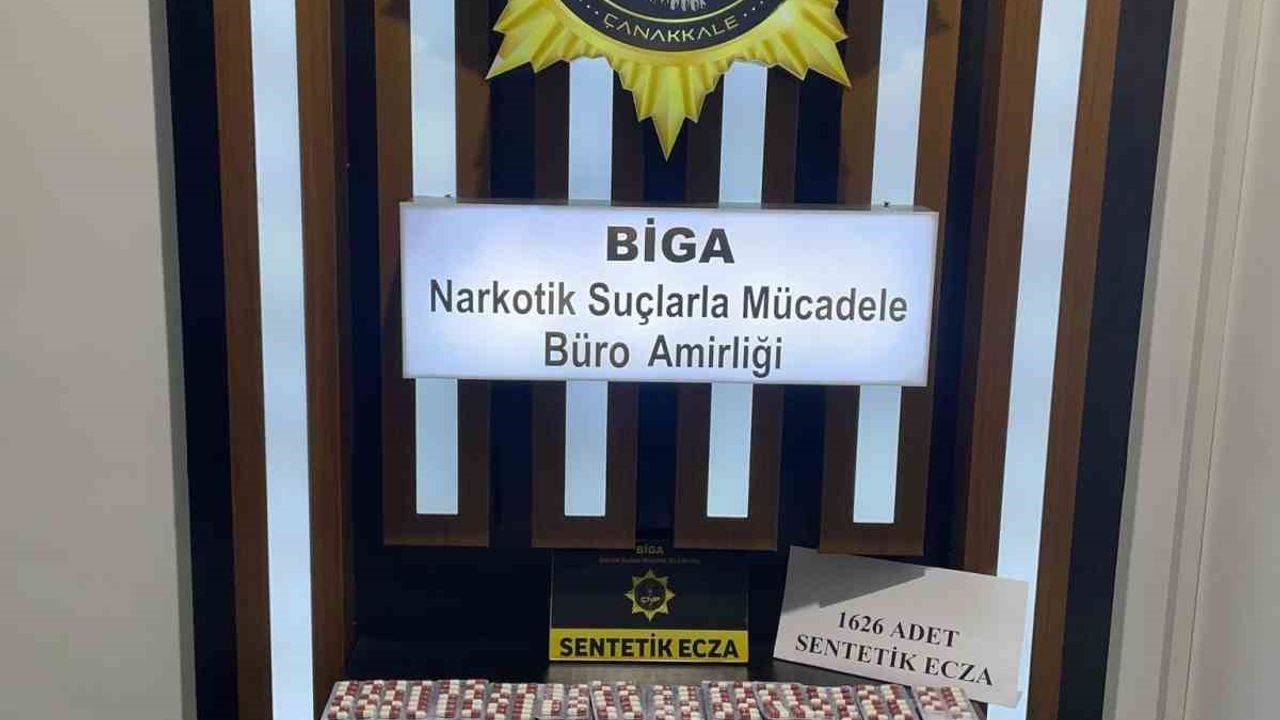 ÇANAKKALE
BİGA
Narkotik Suçlarla Mücadele
Büro Amirliği
BİGA
SENTETİK ECZA
1626 ADET
SENTETİK ECZA